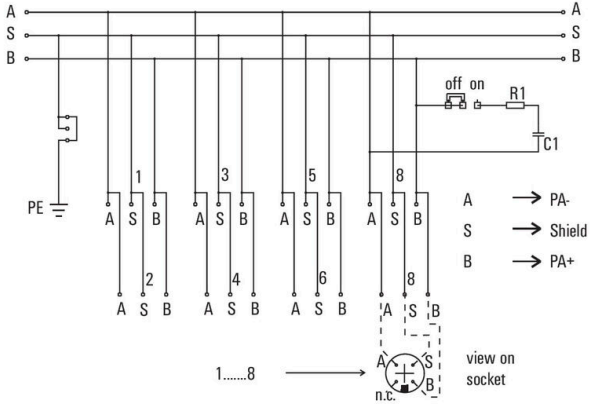 A A
S S
B B
off on
R1
C1
1 3 5 8
PE
A S B A S B A S B A S B
A → PA-
S → Shield
B → PA+
2 4 6 8
A S B A S B A S B A S B
A S
B
n.c.
view on
socket
1.......8